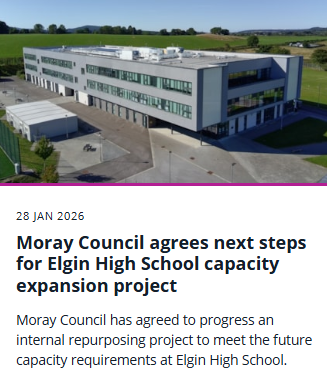 28 JAN 2026
Moray Council agrees next steps
for Elgin High School capacity
expansion project
Moray Council has agreed to progress an
internal repurposing project to meet the future
capacity requirements at Elgin High School.